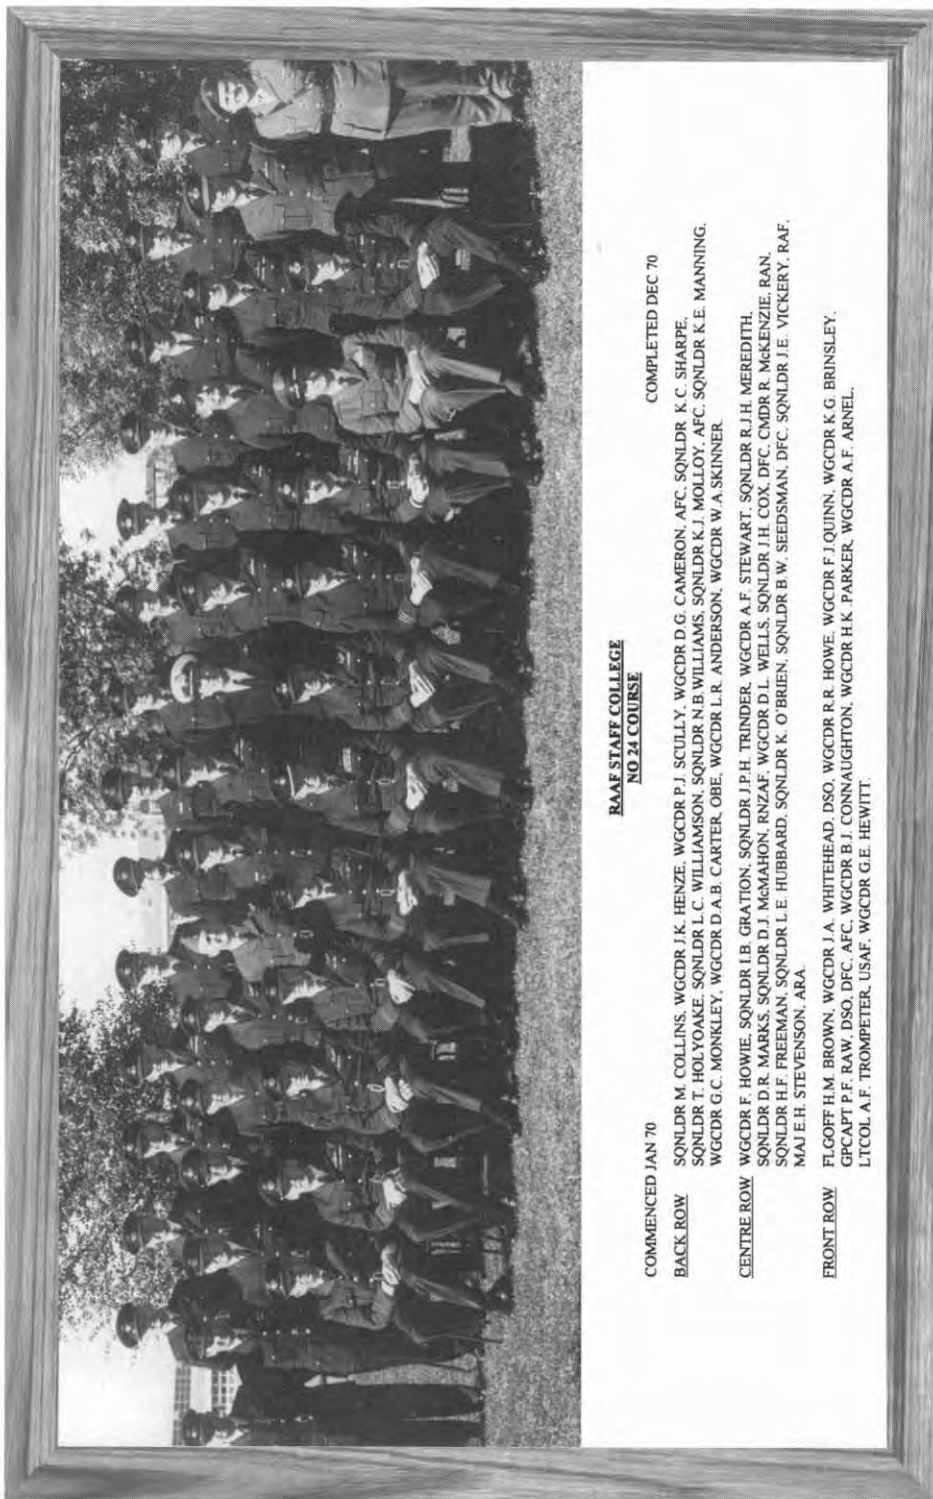 RAAF STAFF COLLEGE
NO 24 COURSE
COMMENCED JAN 70 COMPLETED DEC 70
BACK ROW SQNLDR M. COLLINS, WGCDR J.K. HENZE, WGCDR P.J. SCULLY, WGCDR D.G. CAMERON, AFC, SQNLDR K.C. SHARPE,
SQNLDR T. HOLYOAKE, SQNLDR L.C. WILLIAMSON, SQNLDR N.B. WILLIAMS, SQNLDR K.J. MOLLOY, AFC. SQNLDR K.E. MANNING.
WGCDR G.C. MONKLEY, WGCDR D.A.B. CARTER, OBE, WGCDR L.R. ANDERSON, WGCDR W.A.SKINNER.
CENTRE ROW WGCDR F. HOWIE, SQNLDR I.B. GRATION, SQNLDR J.P.H. TRINDER, WGCDR A.F. STEWART, SQNLDR R.J.H. MEREDITH.
SQNLDR D.R. MARKS, SQNLDR D.J. McMAHON, RNZAF, WGCDR D.L. WELLS, SQNLDR J.H. COX, DFC, CMDR R. McKENZIE, RAN,
SQNLDR H.F. FREEMAN, SQNLDR L.E. HUBBARD, SQNLDR K. O'BRIEN, SQNLDR B.W. SEEDSMAN, DFC. SQNLDR J.E. VICKERY, RAF.
MAJ E.H. STEVENSON, ARA.
FRONT ROW FLGOFF H.M. BROWN, WGCDR J.A. WHITEHEAD, DSO, WGCDR R.R. HOWE, WGCDR F.J.QUINN, WGCDR K.G. BRINSLEY.
GPCAPT P.F. RAW, DSO, DFC, AFC, WGCDR B.J. CONNAUGHTON, WGCDR H.K. PARKER, WGCDR A.F. ARNEL.
LTCOL A.F. TROMPETER, USAF, WGCDR G.E. HEWITT.